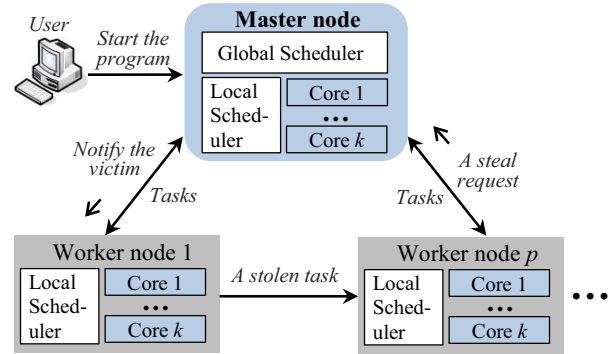 User
Start the
program
Master node
Global Scheduler
Local
Sched-
uler
Core 1
•••
Core k
Notify the
victim
Tasks
A steal
request
Tasks
Worker node 1
Local
Sched-
uler
Core 1
•••
Core k
A stolen task
Worker node p
Local
Sched-
uler
Core 1
•••
Core k
•••